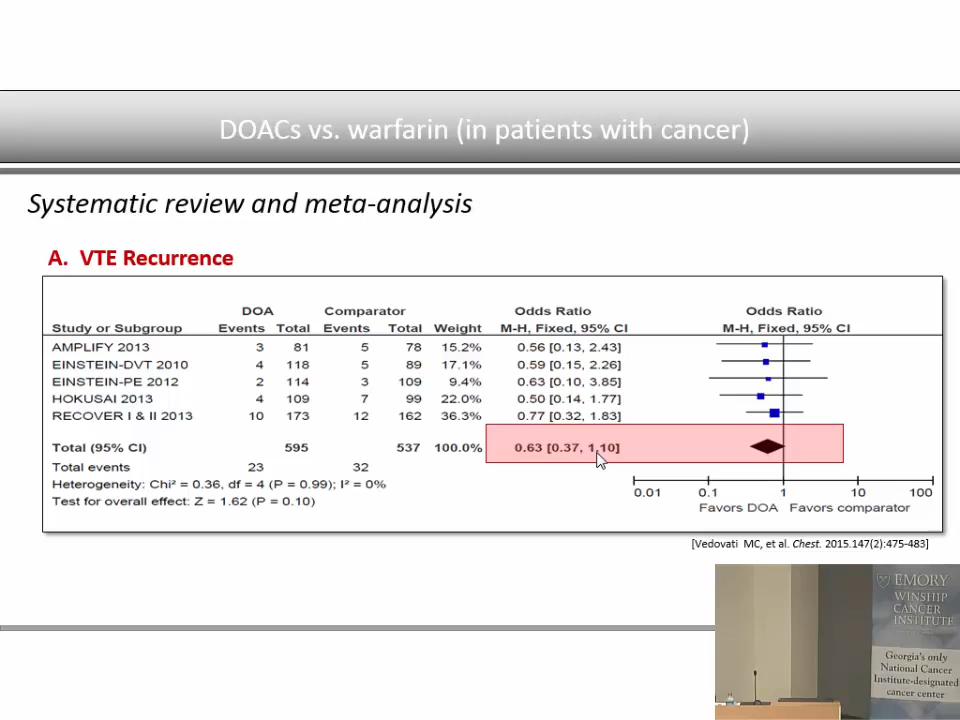 DOACs vs. warfarin (in patients with cancer)
Systematic review and meta-analysis
A. VTE Recurrence
DOA Comparator Odds Ratio Odds Ratio
Study or Subgroup Events Total Events Total Weight M-H, Fixed, 95% CI M-H, Fixed, 95% CI
AMPLIFY 2013 3 81 5 78 15.2% 0.56 [0.13, 2.43]
EINSTEIN-DVT 2010 4 118 5 89 17.1% 0.59 [0.15, 2.26]
EINSTEIN-PE 2012 2 114 3 109 9.4% 0.63 [0.10, 3.85]
HOKUSAI 2013 4 109 7 99 22.0% 0.50 [0.14, 1.77]
RECOVER I & II 2013 10 173 12 162 36.3% 0.77 [0.32, 1.83]
Total (95% CI) 595 537 100.0% 0.63 [0.37, 1.10]
Total events 23 32
Heterogeneity: Chi² = 0.36, df = 4 (P = 0.99); I² = 0%
Test for overall effect: Z = 1.62 (P = 0.10)
0.01 0.1 1 10 100
Favors DOA Favors comparator
[Vedovati MC, et al. Chest. 2015.147(2):475-483]
EMORY
WINSHIP
CANCER
INSTITUTE
Georgia's only
National Cancer
Institute-designated
cancer center